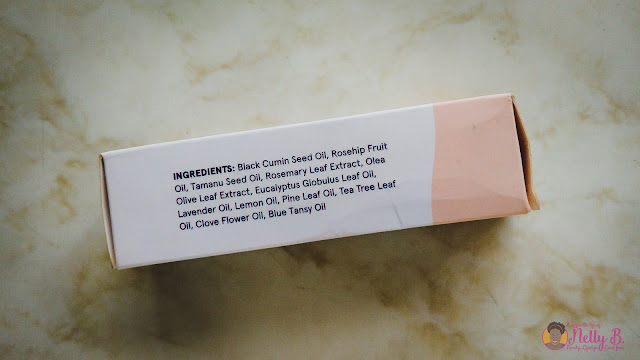 INGREDIENTS: Black Cumin Seed Oil, Rosehip Fruit
Oil, Tamanu Seed Oil, Rosemary Leaf Extract, Olea
Olive Leaf Extract, Eucalyptus Globulus Leaf Oil,
Lavender Oil, Lemon Oil, Pine Leaf Oil, Tea Tree Leaf
Oil, Clove Flower Oil, Blue Tansy Oil
Nelly B.